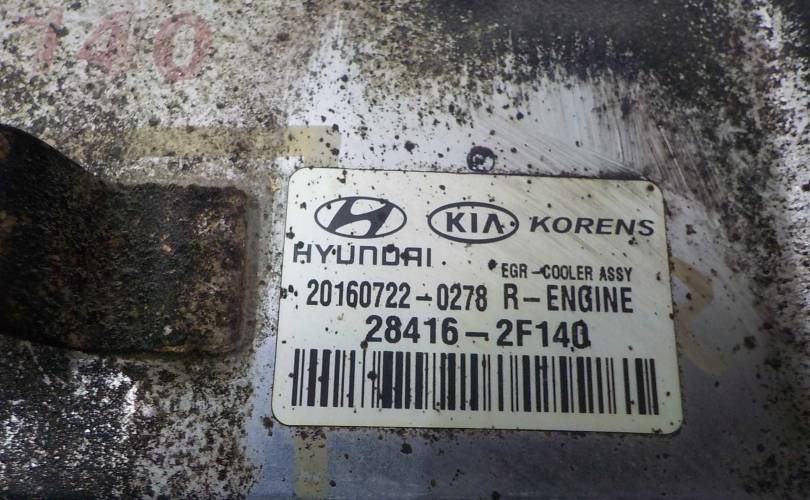 140
HYUNDAI KIA KORENS
EGR-COOLER ASSY
20160722-0278 R-ENGINE
28416-2F140